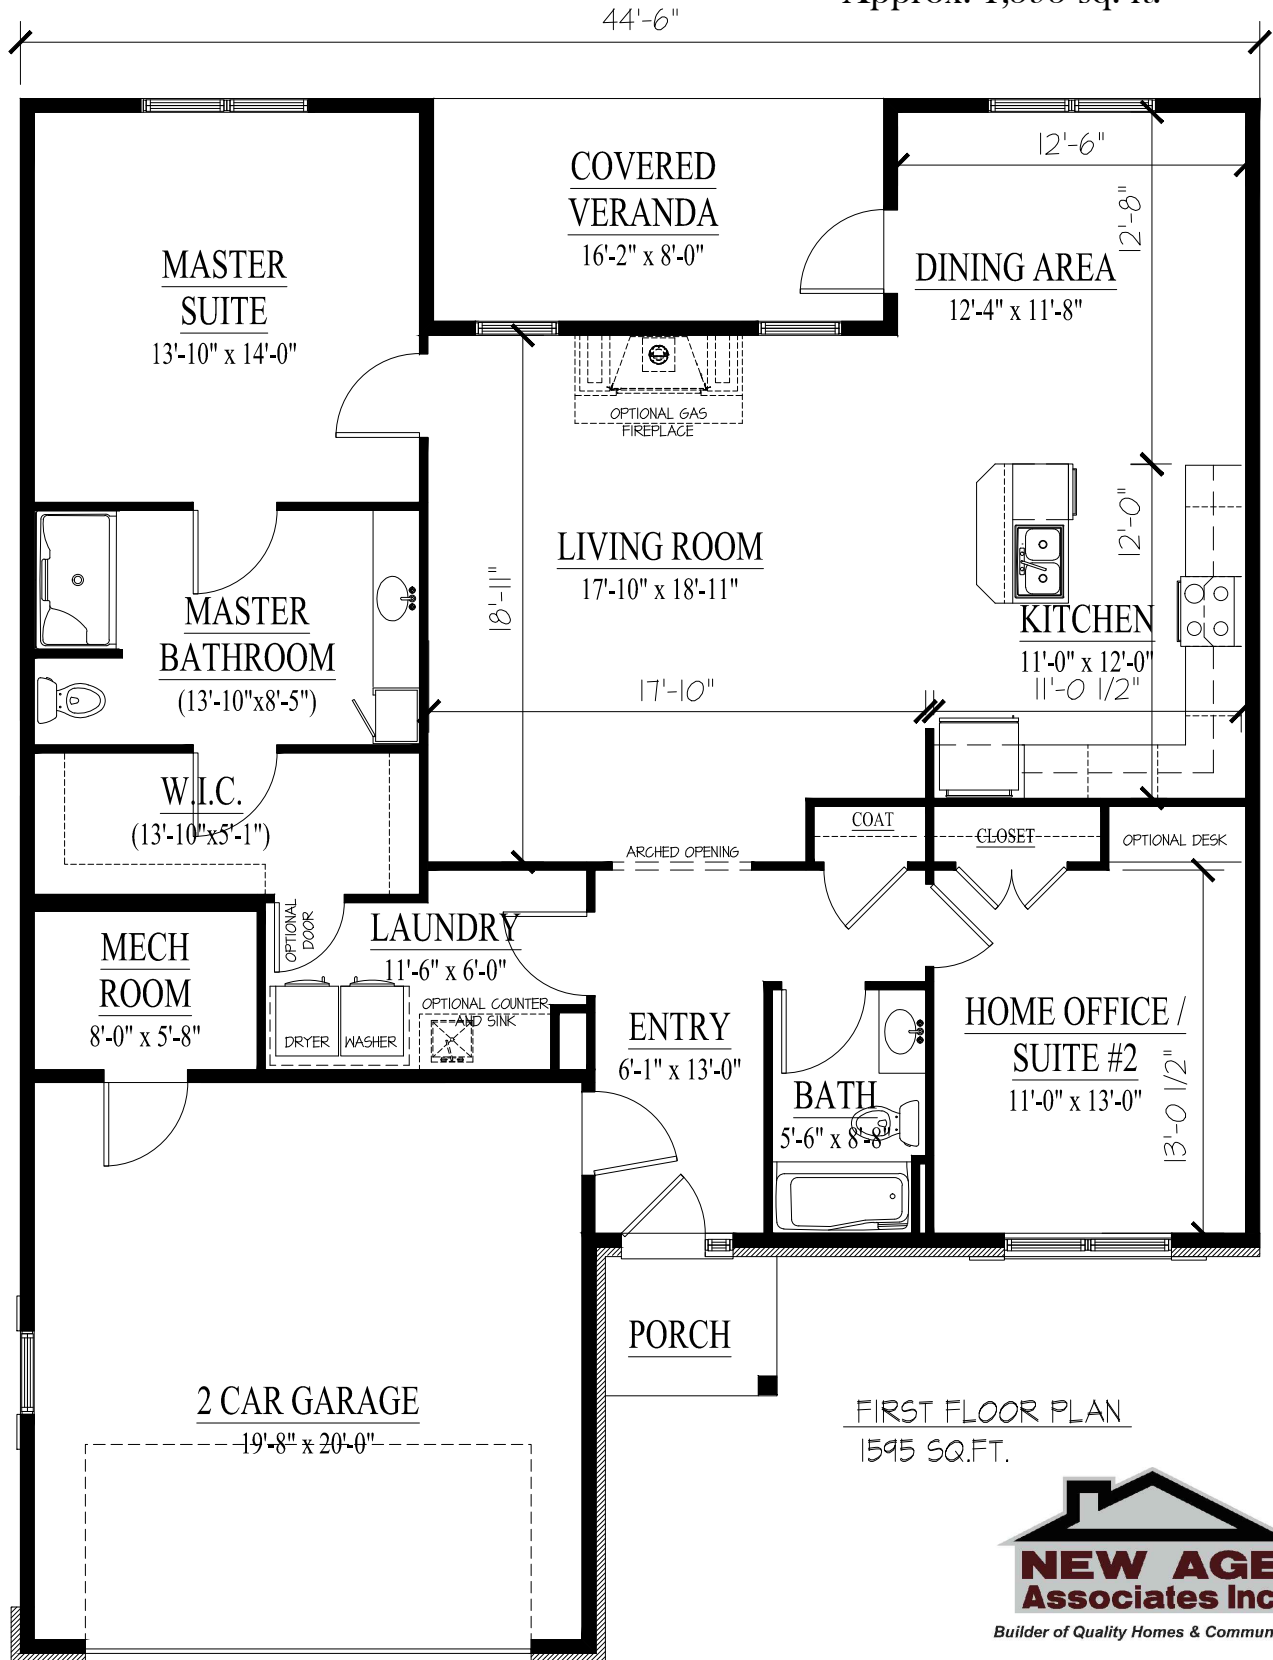 44'-6"
COVERED
VERANDA
16'-2" x 8'-0"
12'-6"
12'-8"
MASTER
SUITE
13'-10" x 14'-0"
DINING AREA
12'-4" x 11'-8"
OPTIONAL GAS
FIREPLACE
LIVING ROOM
17'-10" x 18'-11"
18'-11"
12'-0"
MASTER
BATHROOM
(13'-10"x8'-5")
KITCHEN
11'-0" x 12'-0"
17'-10"
11'-0 1/2"
W.I.C.
(13'-10"x5'-1")
COAT
CLOSET
OPTIONAL DESK
ARCHED OPENING
OPTIONAL
DOOR
LAUNDRY
11'-6" x 6'-0"
MECH
ROOM
8'-0" x 5'-8"
OPTIONAL COUNTER
AND SINK
DRYER
WASHER
ENTRY
6'-1" x 13'-0"
HOME OFFICE /
SUITE #2
11'-0" x 13'-0"
13'-0 1/2"
BATH
5'-6" x 8'-8"
PORCH
2 CAR GARAGE
19'-8" x 20'-0"
FIRST FLOOR PLAN
1595 SQ.FT.
NEW AGE
Associates Inc
Builder of Quality Homes &